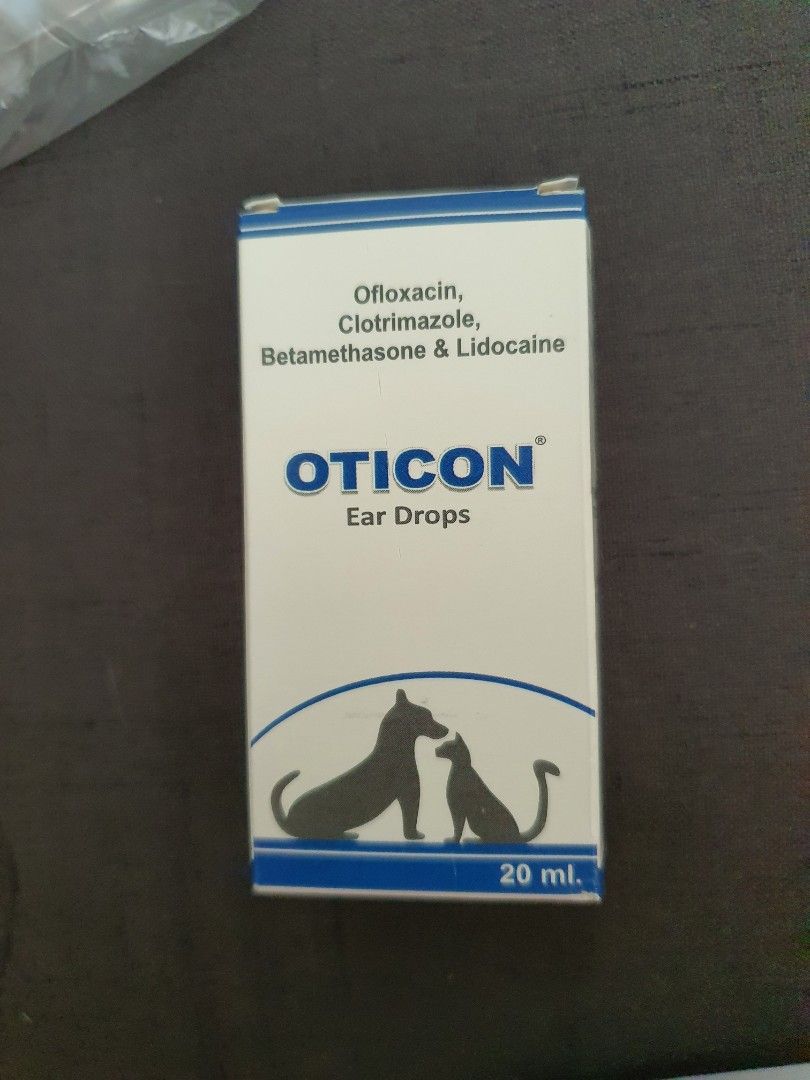 Ofloxacin,
Clotrimazole,
Betamethasone & Lidocaine
OTICON®
Ear Drops
20 ml.